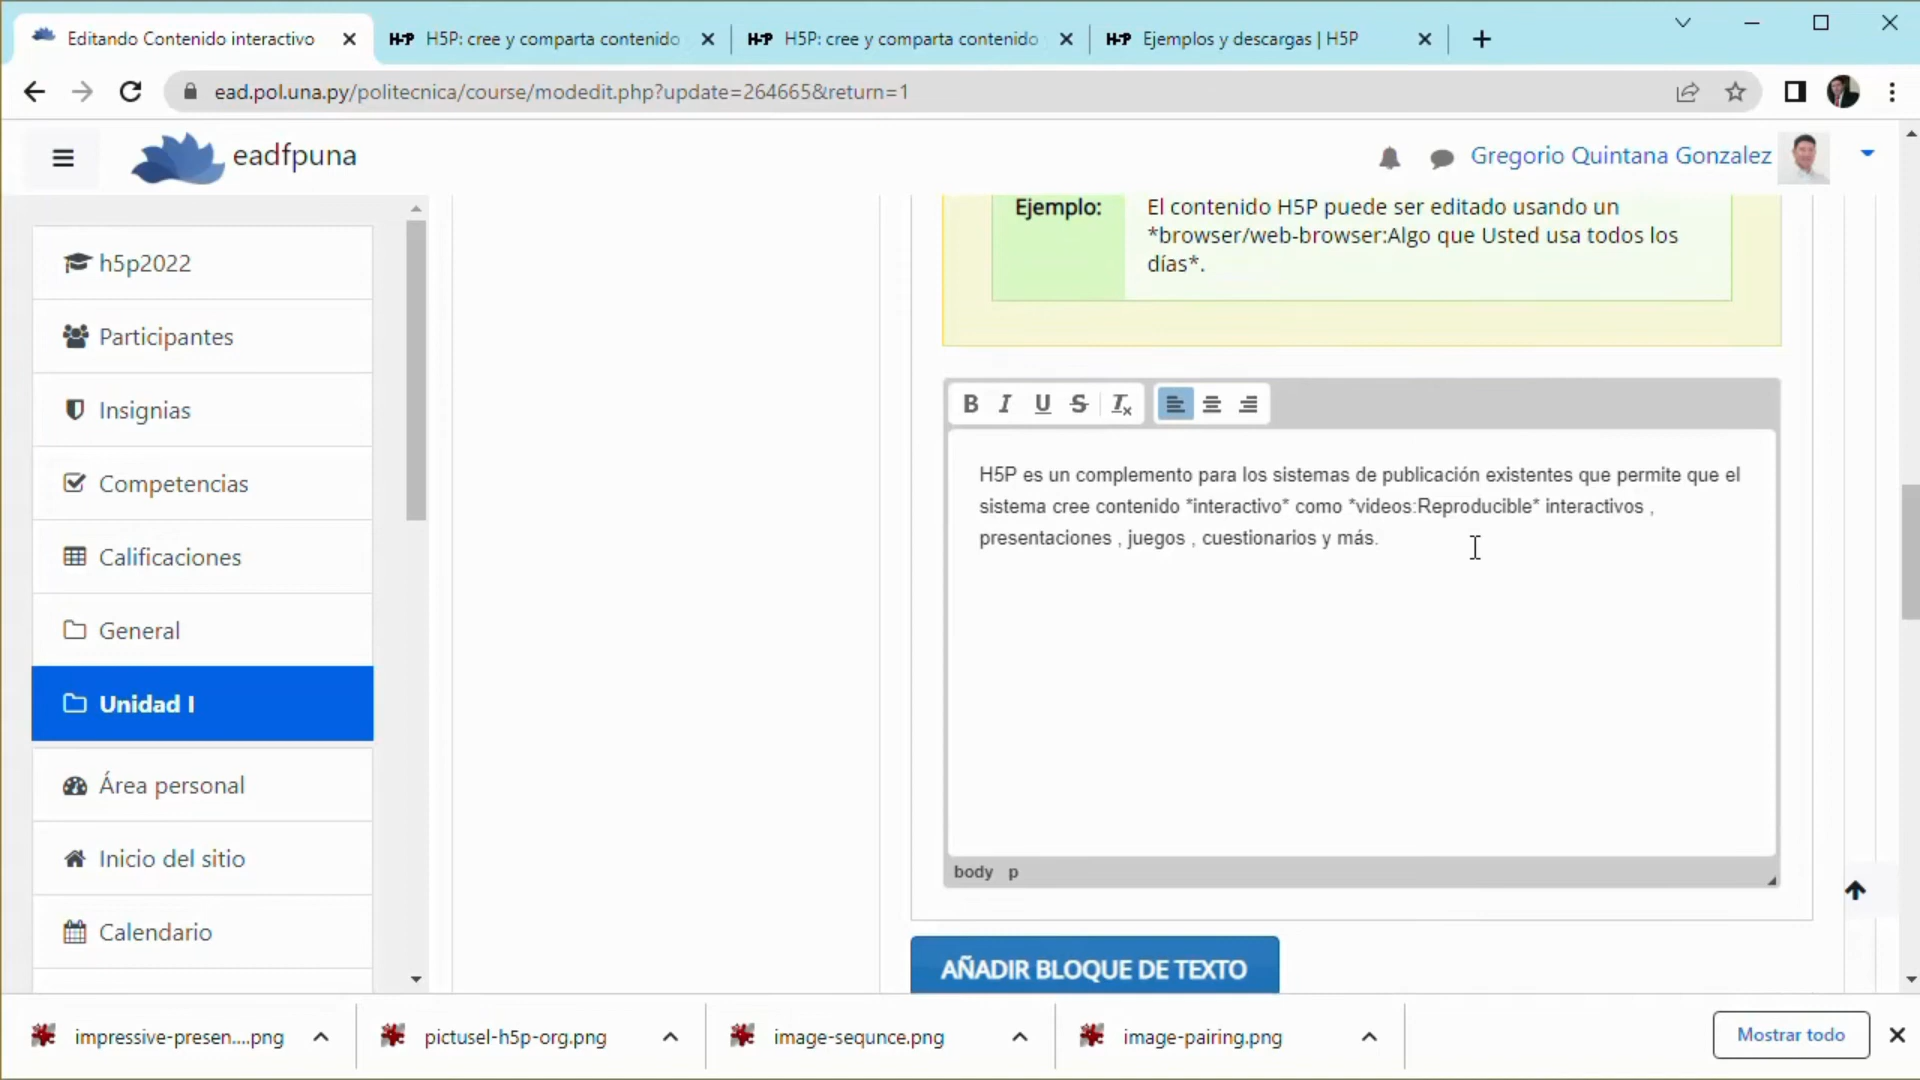 Editando Contenido interactivo
H5P: cree y comparta contenido
H5P: cree y comparta contenido
Ejemplos y descargas | H5P
ead.pol.una.py/politecnica/course/modedit.php?update=264665&return=1
eadfpuna
Gregorio Quintana Gonzalez
h5p2022
Participantes
Insignias
Competencias
Calificaciones
General
Unidad I
Área personal
Inicio del sitio
Calendario
Ejemplo:
El contenido H5P puede ser editado usando un
*browser/web-browser:Algo que Usted usa todos los
días*.
B I U S Tx
H5P es un complemento para los sistemas de publicación existentes que permite que el
sistema cree contenido *interactivo* como *videos:Reproducible* interactivos ,
presentaciones , juegos , cuestionarios y más.
body p
AÑADIR BLOQUE DE TEXTO
impressive-presen....png
pictusel-h5p-org.png
image-sequnce.png
image-pairing.png
Mostrar todo